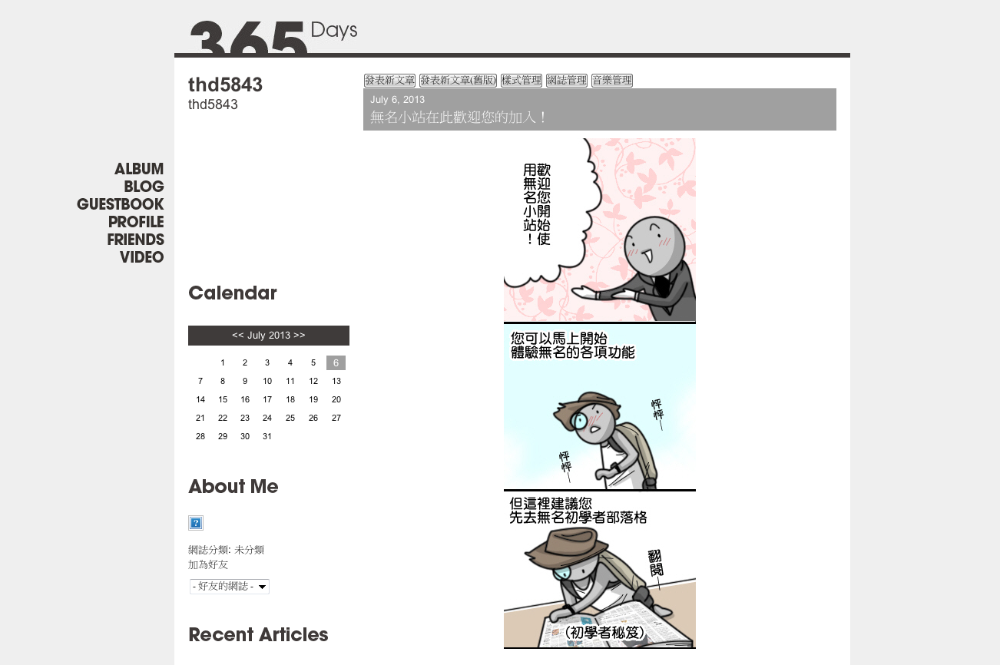 365 Days
thd5843
thd5843
ALBUM
BLOG
GUESTBOOK
PROFILE
FRIENDS
VIDEO
Calendar
<< July 2013 >>
1 2 3 4 5 6
7 8 9 10 11 12 13
14 15 16 17 18 19 20
21 22 23 24 25 26 27
28 29 30 31
About Me
?
網誌分類: 未分類
加為好友
- 好友的網誌 -
Recent Articles
發表新文章 發表新文章(舊版) 樣式管理 網誌管理 音樂管理
July 6, 2013
無名小站在此歡迎您的加入！
歡迎您開始使
用無名小站！
您可以馬上開始
體驗無名的各項功能
怦怦—
怦怦—
但這裡建議您
先去無名初學者部落格
翻閱—
(初學者秘笈)